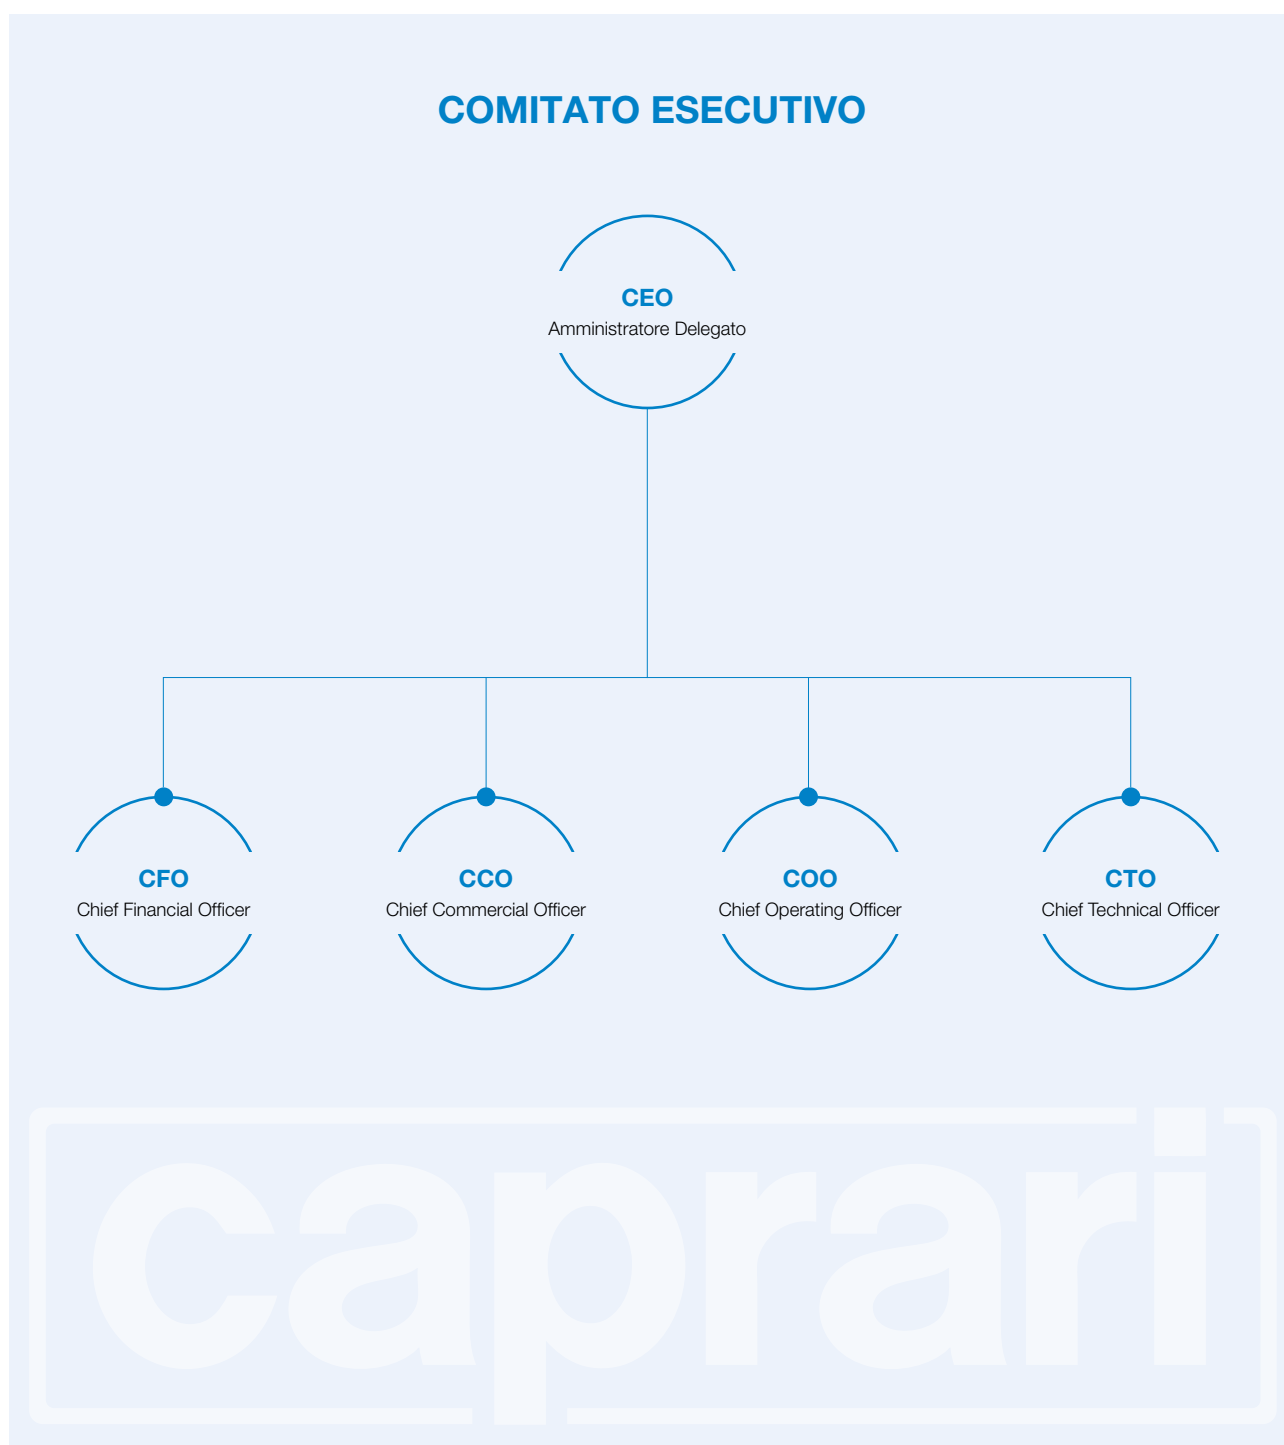 COMITATO ESECUTIVO
CEO
Amministratore Delegato
CFO
Chief Financial Officer
CCO
Chief Commercial Officer
COO
Chief Operating Officer
CTO
Chief Technical Officer
caprari